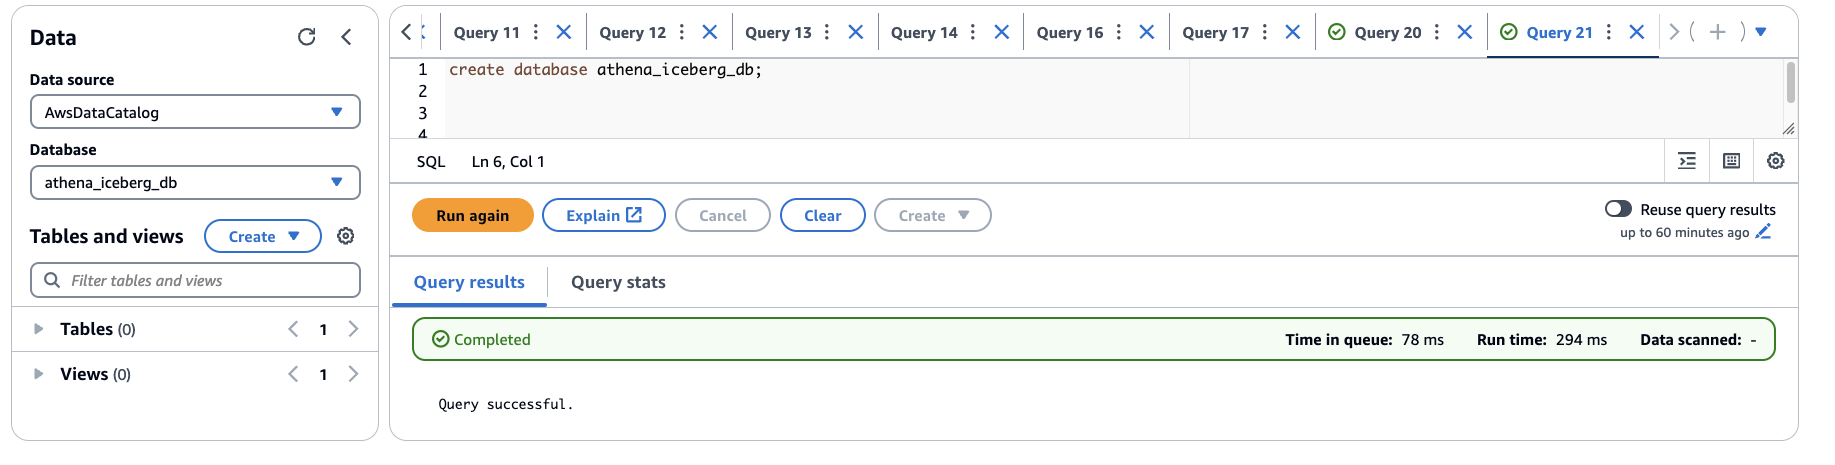 Data
Data source
AwsDataCatalog
Database
athena_iceberg_db
Tables and views
Create
Filter tables and views
Tables (0)
1
Views (0)
1
Query 11
Query 12
Query 13
Query 14
Query 16
Query 17
Query 20
Query 21
1 create database athena_iceberg_db;
2
3
4
SQL Ln 6, Col 1
Run again
Explain
Cancel
Clear
Create
Reuse query results
up to 60 minutes ago
Query results
Query stats
Completed
Time in queue: 78 ms
Run time: 294 ms
Data scanned: -
Query successful.